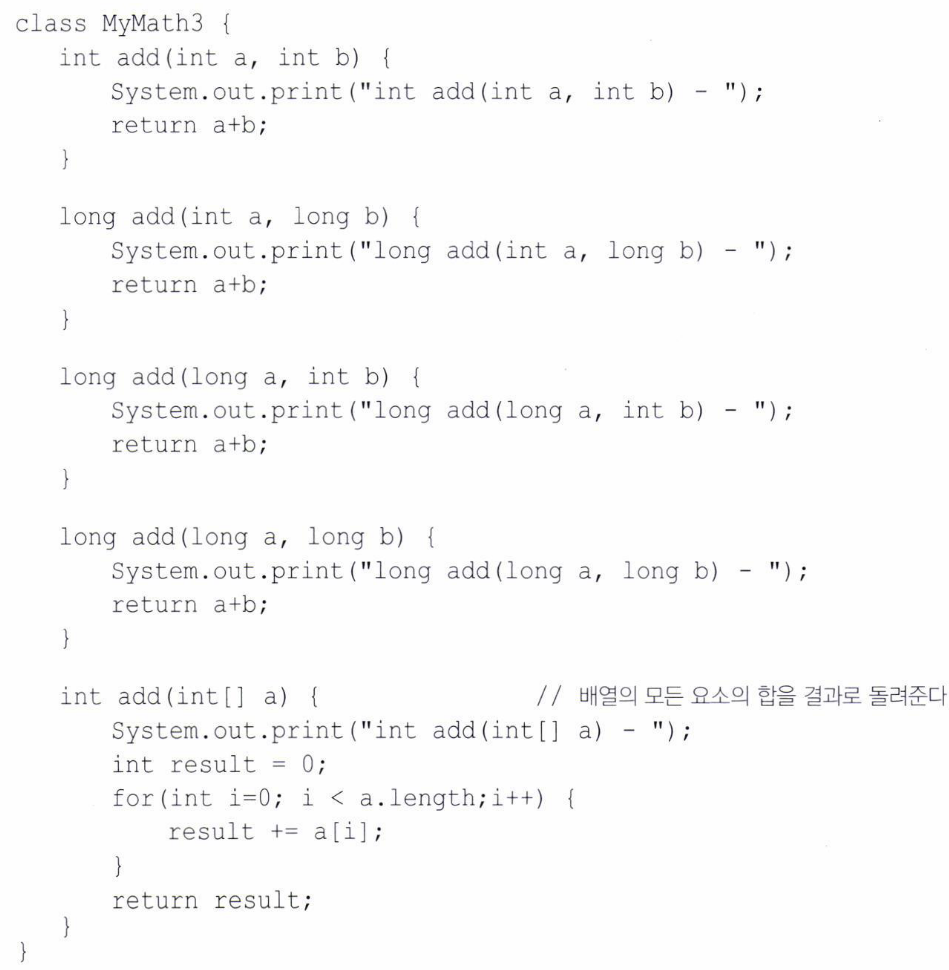 class MyMath3 {
int add(int a, int b) {
System.out.print("int add(int a, int b) - ");
return a+b;
}
long add(int a, long b) {
System.out.print("long add(int a, long b) - ");
return a+b;
}
long add(long a, int b) {
System.out.print("long add(long a, int b) - ");
return a+b;
}
long add(long a, long b) {
System.out.print("long add(long a, long b) - ");
return a+b;
}
int add(int[] a) { // 배열의 모든 요소의 합을 결과로 돌려준다
System.out.print("int add(int[] a) - ");
int result = 0;
for(int i=0; i < a.length;i++) {
result += a[i];
}
return result;
}
}